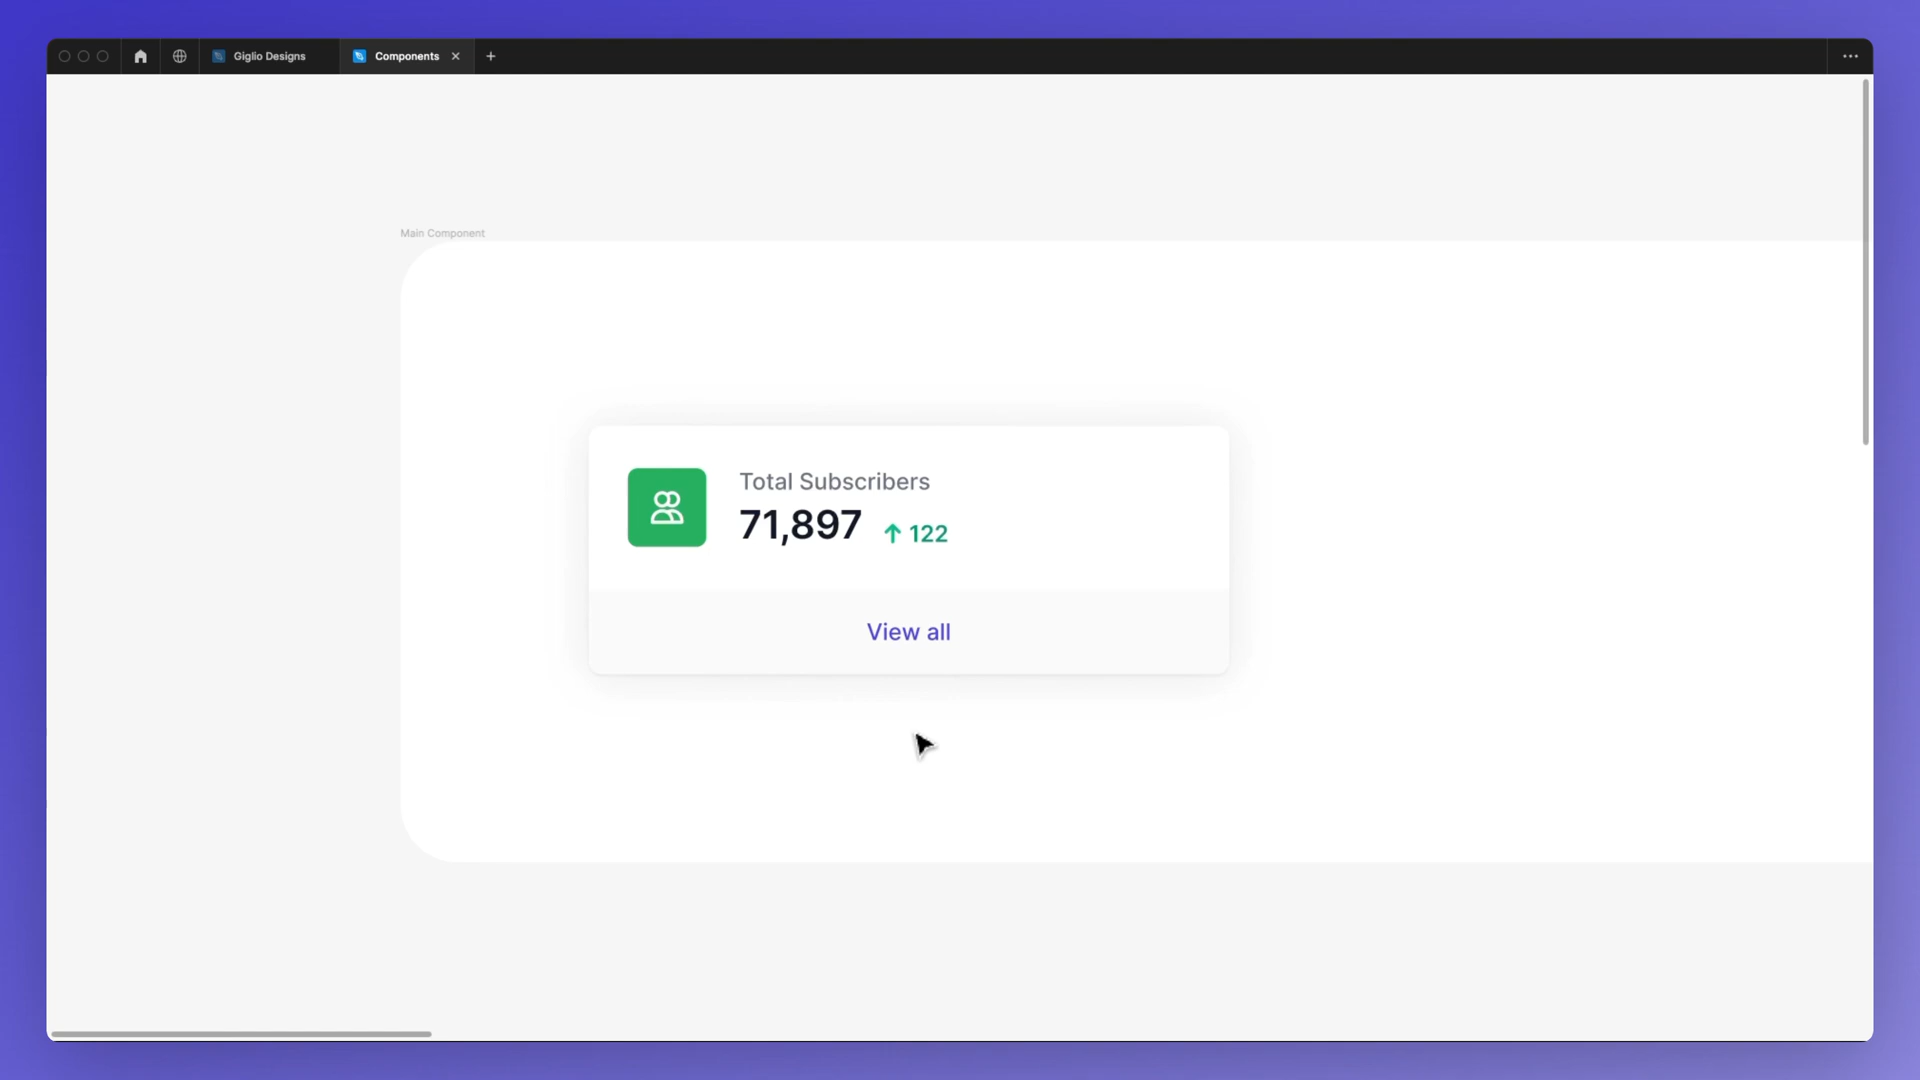 Giglio Designs
Components
Main Component
Total Subscribers
71,897
122
View all